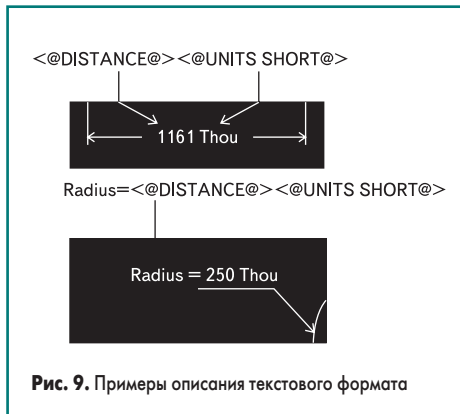 <@DISTANCE@><@UNITS SHORT@>
1161 Thou
Radius=<@DISTANCE@><@UNITS SHORT@>
Radius = 250 Thou
Рис. 9. Примеры описания текстового формата